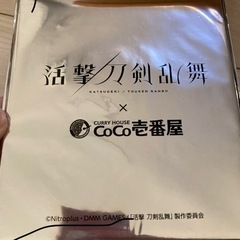 活撃/刀剣乱舞
KATSUGEKI / TOUKEN RANBU
×
CURRY HOUSE
CoCo壱番屋
©Nitroplus・DMM GAMES/「活撃 刀剣乱舞」製作委員会